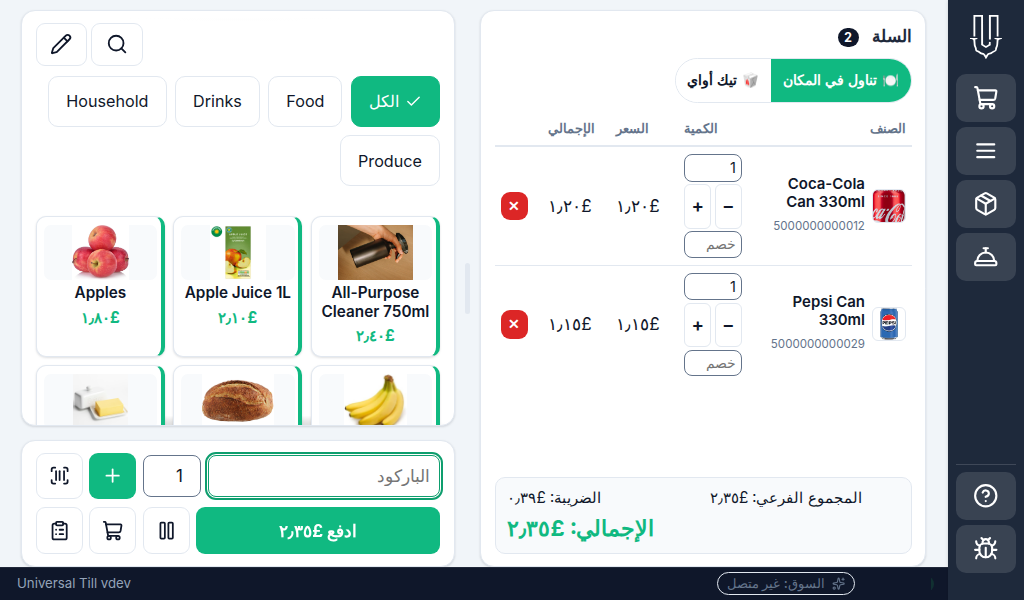 السلة 2
🍽️ تناول في المكان
🥡 تيك أواي
الصنف الكمية السعر الإجمالي
Coca-Cola
Can 330ml
5000000000012
1
− +
خصم
£١٫٢٠
£١٫٢٠
×
Pepsi Can
330ml
5000000000029
1
− +
خصم
£١٫١٥
£١٫١٥
×
المجموع الفرعي: £٢٫٣٥
الضريبة: £٠٫٣٩
الإجمالي: £٢٫٣٥
✓ الكل
Food
Drinks
Household
Produce
All-Purpose
Cleaner 750ml
£٢٫٤٠
Apple Juice 1L
£٢٫١٠
Apples
£١٫٨٠
الباركود
1
+
ادفع £٢٫٣٥
السوق: غير متصل
Universal Till vdev